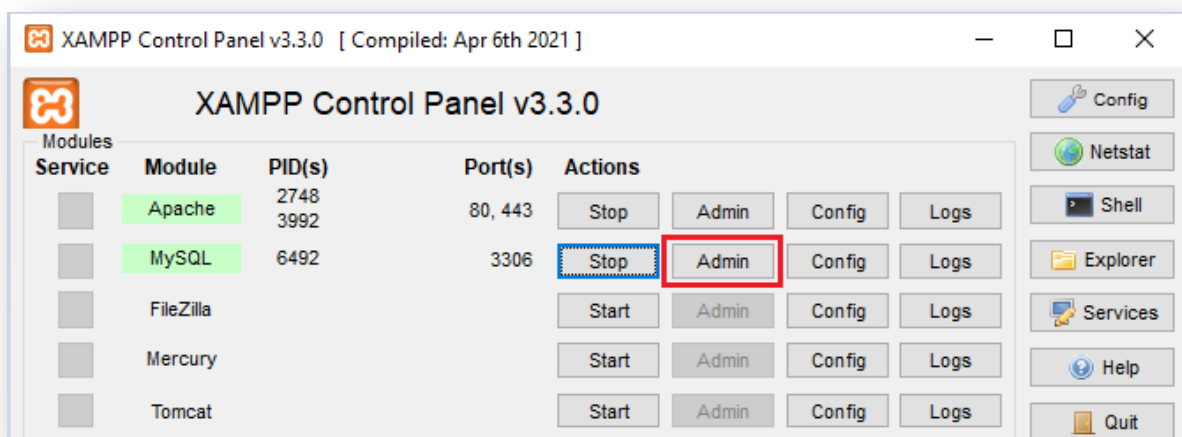 XAMPP Control Panel v3.3.0 [ Compiled: Apr 6th 2021 ]
XAMPP Control Panel v3.3.0
Config
Modules
Netstat
Service Module PID(s) Port(s) Actions
Apache 2748 3992 80, 443 Stop Admin Config Logs
Shell
MySQL 6492 3306 Stop Admin Config Logs
Explorer
FileZilla Start Admin Config Logs
Services
Mercury Start Admin Config Logs
Help
Tomcat Start Admin Config Logs
Quit